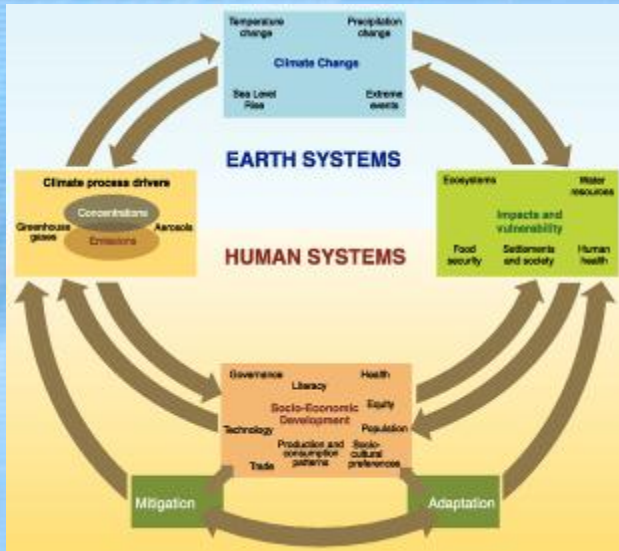 Temperature
change
Precipitation
change
Climate Change
Sea Level
Rise
Extreme
events
EARTH SYSTEMS
Climate process drivers
Concentrations
Greenhouse
gases
Aerosols
Emissions
Ecosystems
Water
resources
Impacts and
vulnerability
Food
security
Settlements
and society
Human
health
HUMAN SYSTEMS
Governance
Literacy
Health
Equity
Socio-Economic
Development
Technology
Population
Production and
consumption
patterns
Socio-
cultural
preferences
Trade
Mitigation
Adaptation